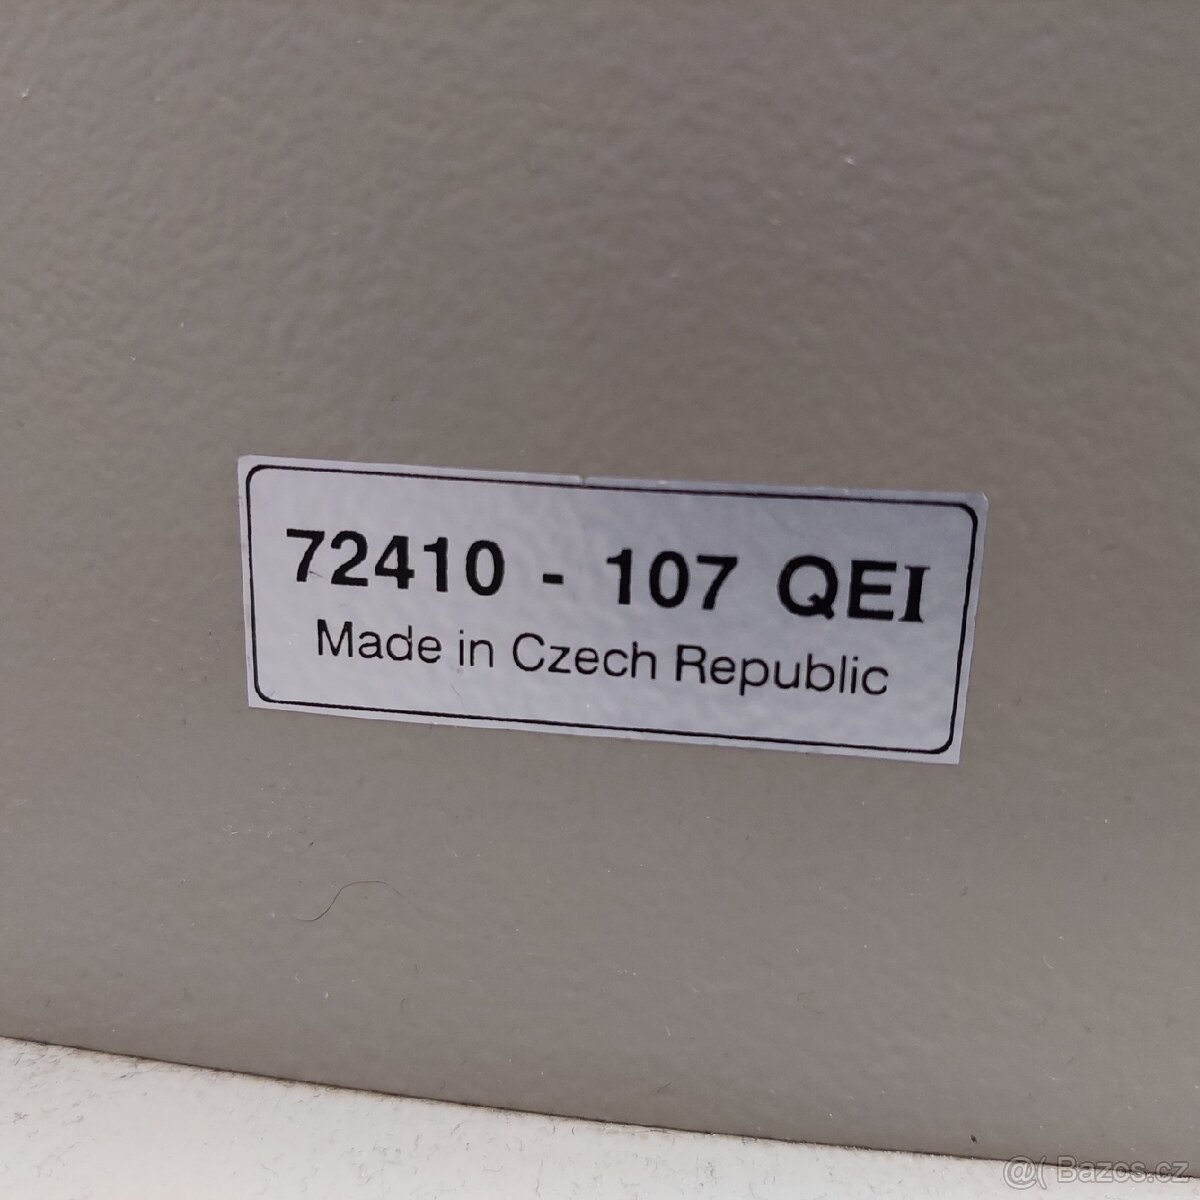 72410 - 107 QEI
Made in Czech Republic
@( Bazos.cz